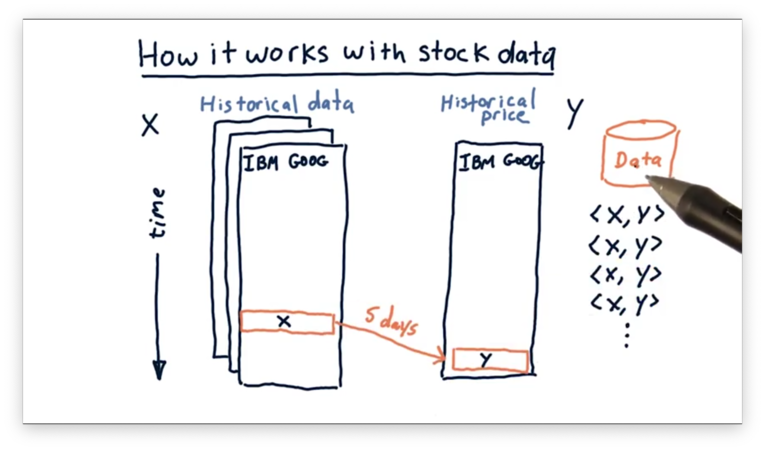 How it works with stock data
X
Historical data
Historical
price
Y
IBM GOOG
IBM GOOG
Data
time
<X, Y>
<X, Y>
<X, Y>
<X, Y>
X
5 days
Y